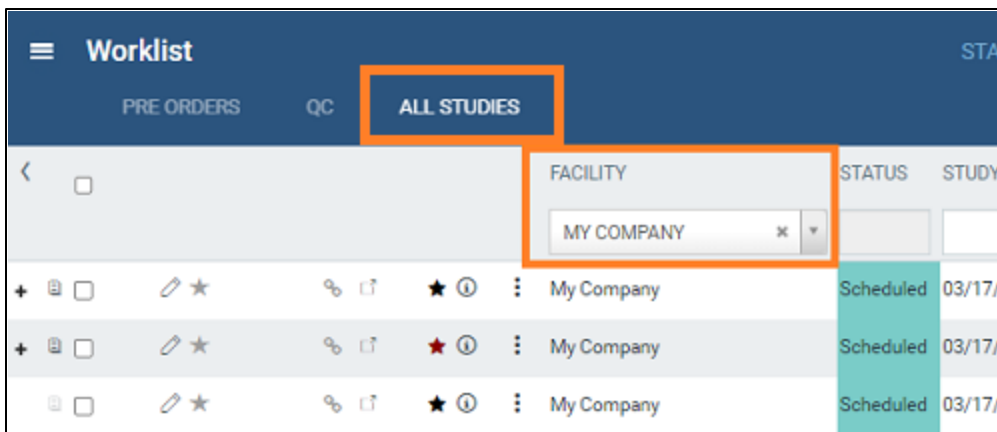 Worklist
STA
PRE ORDERS QC ALL STUDIES
FACILITY STATUS STUDY
MY COMPANY
My Company Scheduled 03/17/
My Company Scheduled 03/17/
My Company Scheduled 03/17/